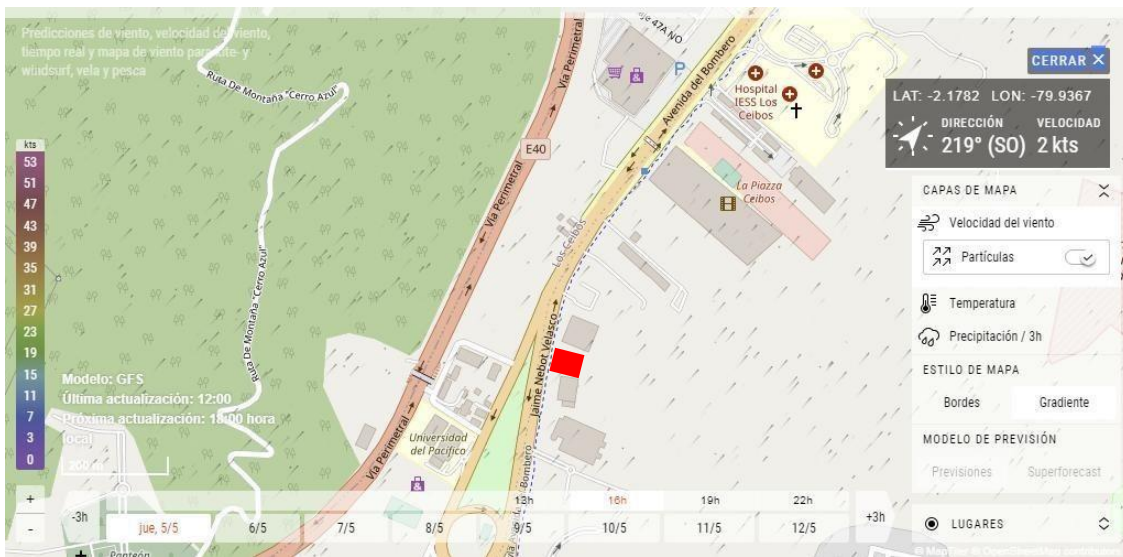 Predicciones de viento, velocidad del viento,
tiempo real y mapa de viento para kite- y
windsurf, vela y pesca
Ruta De Montaña "Cerro Azul"
Vía Perimetral
47A NO
P
Avenida del Bombero
Hospital
IESS Los
Ceibos
CERRAR ×
LAT: -2.1782 LON: -79.9367
DIRECCIÓN VELOCIDAD
219° (SO) 2 kts
kts
53
51
47
43
39
35
31
27
23
19
15
11
7
3
0
E40
Vía Perimetral
La Piazza
Ceibos
Los Ceibos
Ruta De Montaña "Cerro Azul"
Jaime Nebot Velasco
CAPAS DE MAPA
Velocidad del viento
Partículas
Temperatura
Precipitación / 3h
ESTILO DE MAPA
Bordes Gradiente
MODELO DE PREVISIÓN
Previsiones Superforecast
LUGARES
Modelo: GFS
Última actualización: 12:00
Próxima actualización: 18:00 hora
local
200 m
Universidad
del Pacífico
Vía Perimetral
Bombero
+
-
-3h
13h 16h 19h 22h
+3h
jue, 5/5 6/5 7/5 8/5 9/5 10/5 11/5 12/5
Panteón
© MapTiler © OpenStreetMap contributors